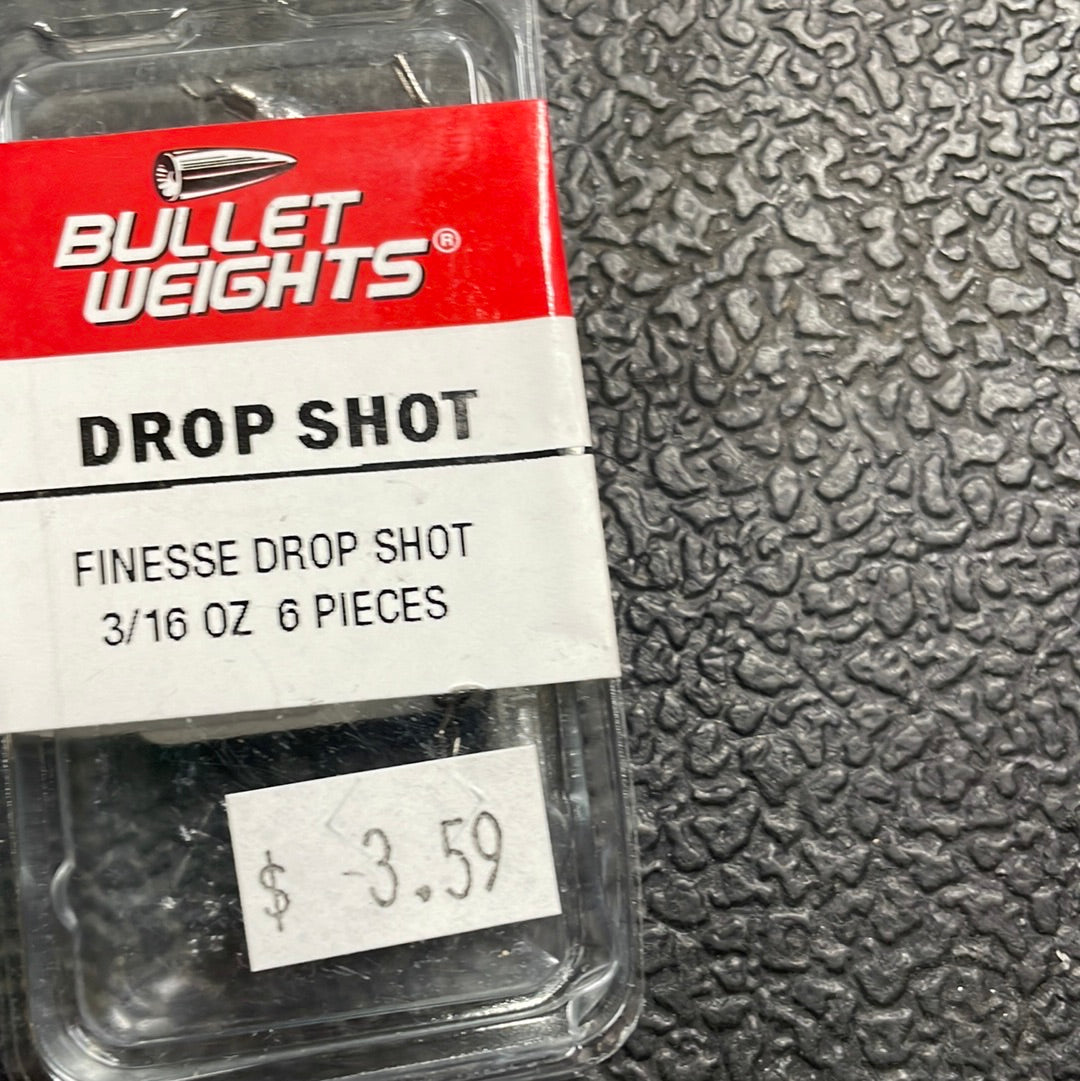 BULLET
WEIGHTS®
DROP SHOT
FINESSE DROP SHOT
3/16 OZ 6 PIECES
$ 3.59